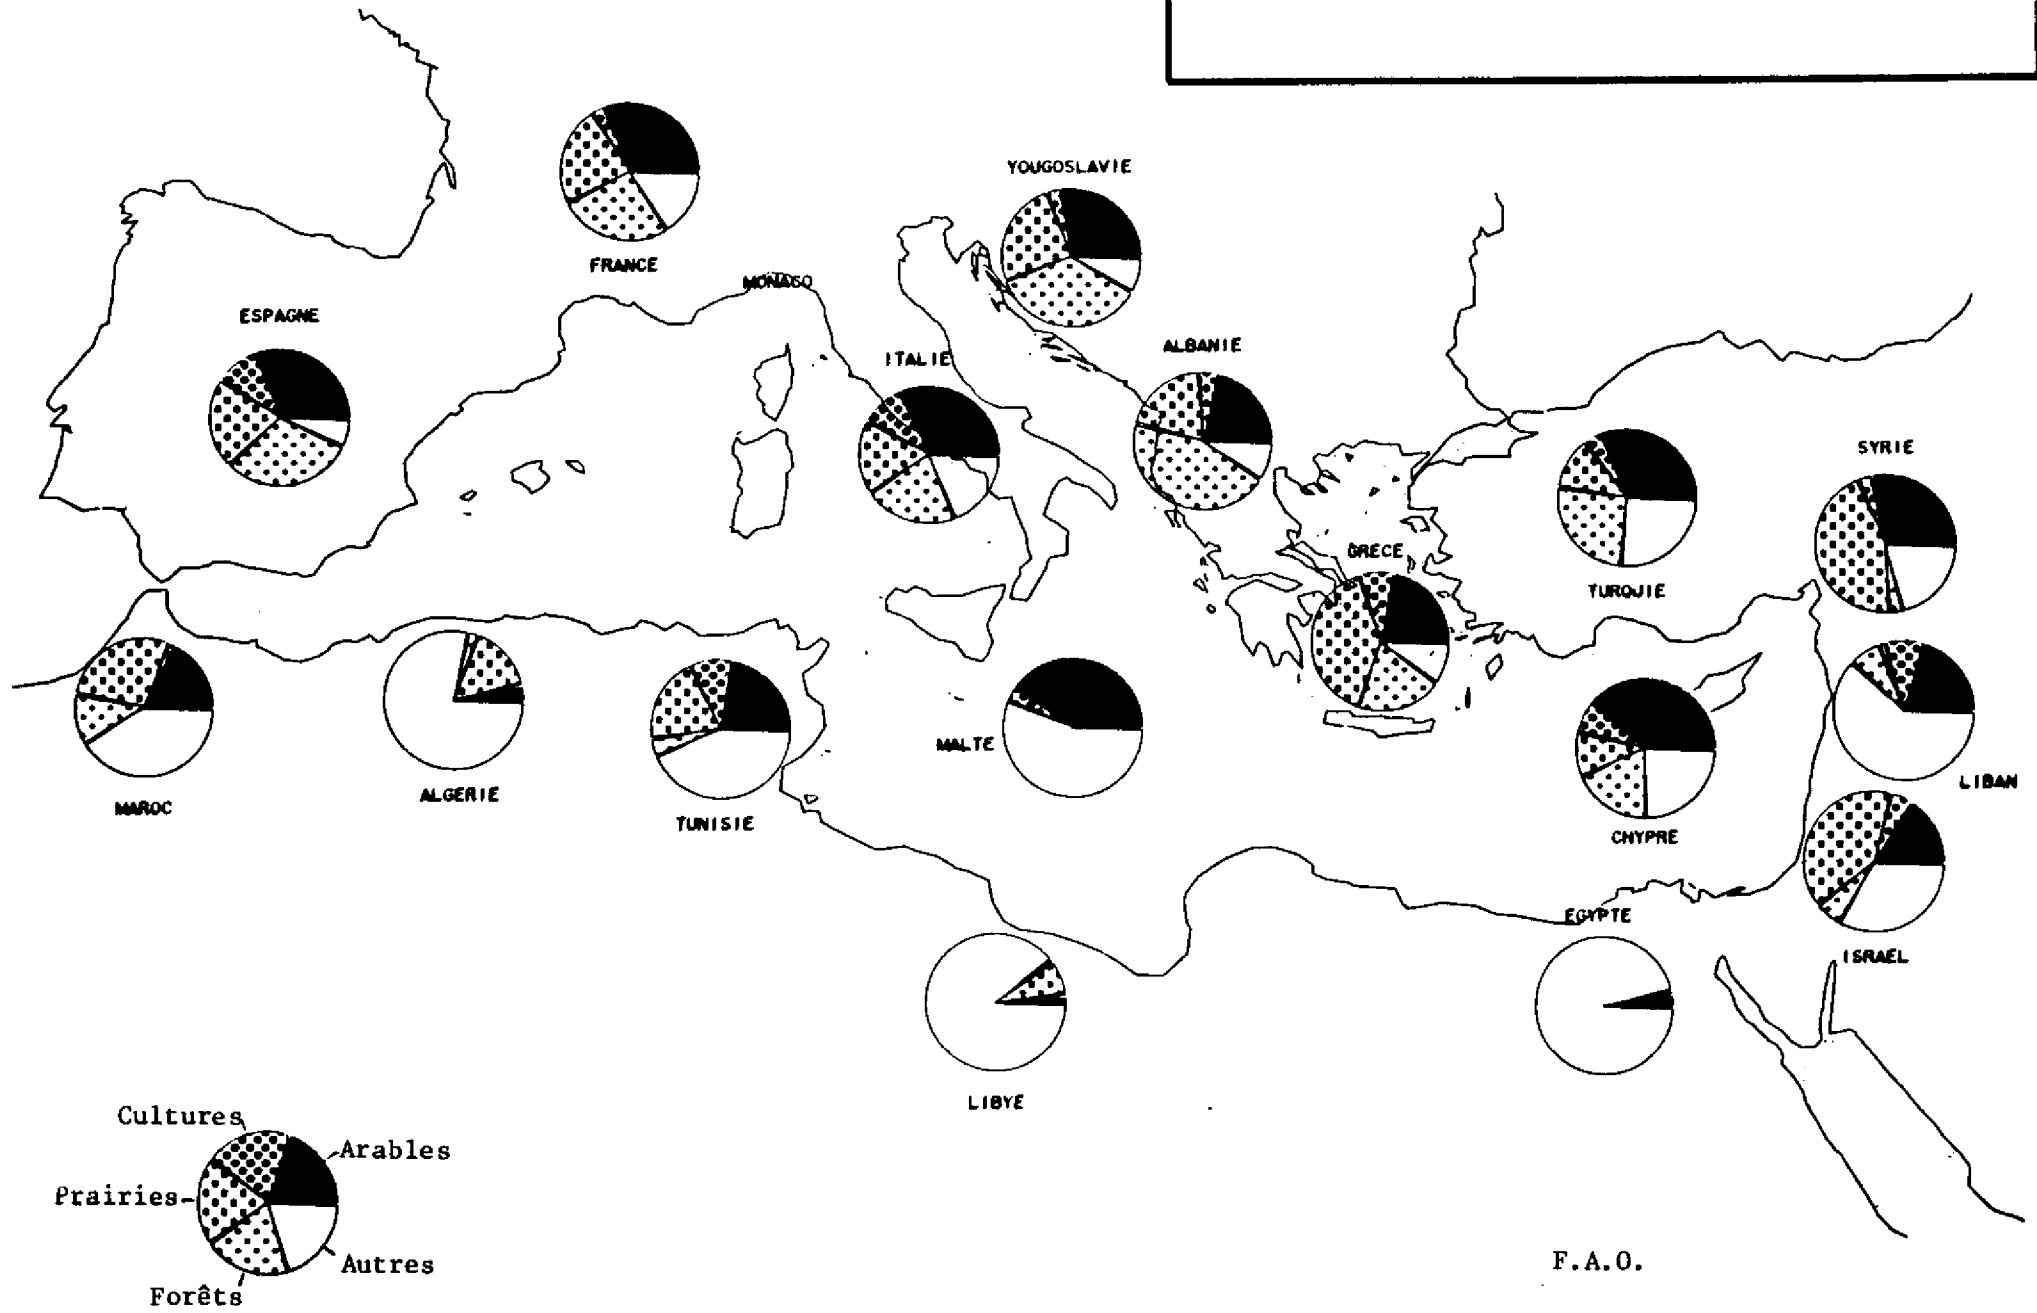 YOUGOSLAVIE
FRANCE
MONACO
ESPAGNE
ITALIE
ALBANIE
SYRIE
GRECE
TURQUIE
MALTE
LIBAN
MAROC
ALGERIE
TUNISIE
CHYPRE
EGYPTE
ISRAEL
LIBYE
Cultures
Arables
Prairies
Autres
Forêts
F.A.O.